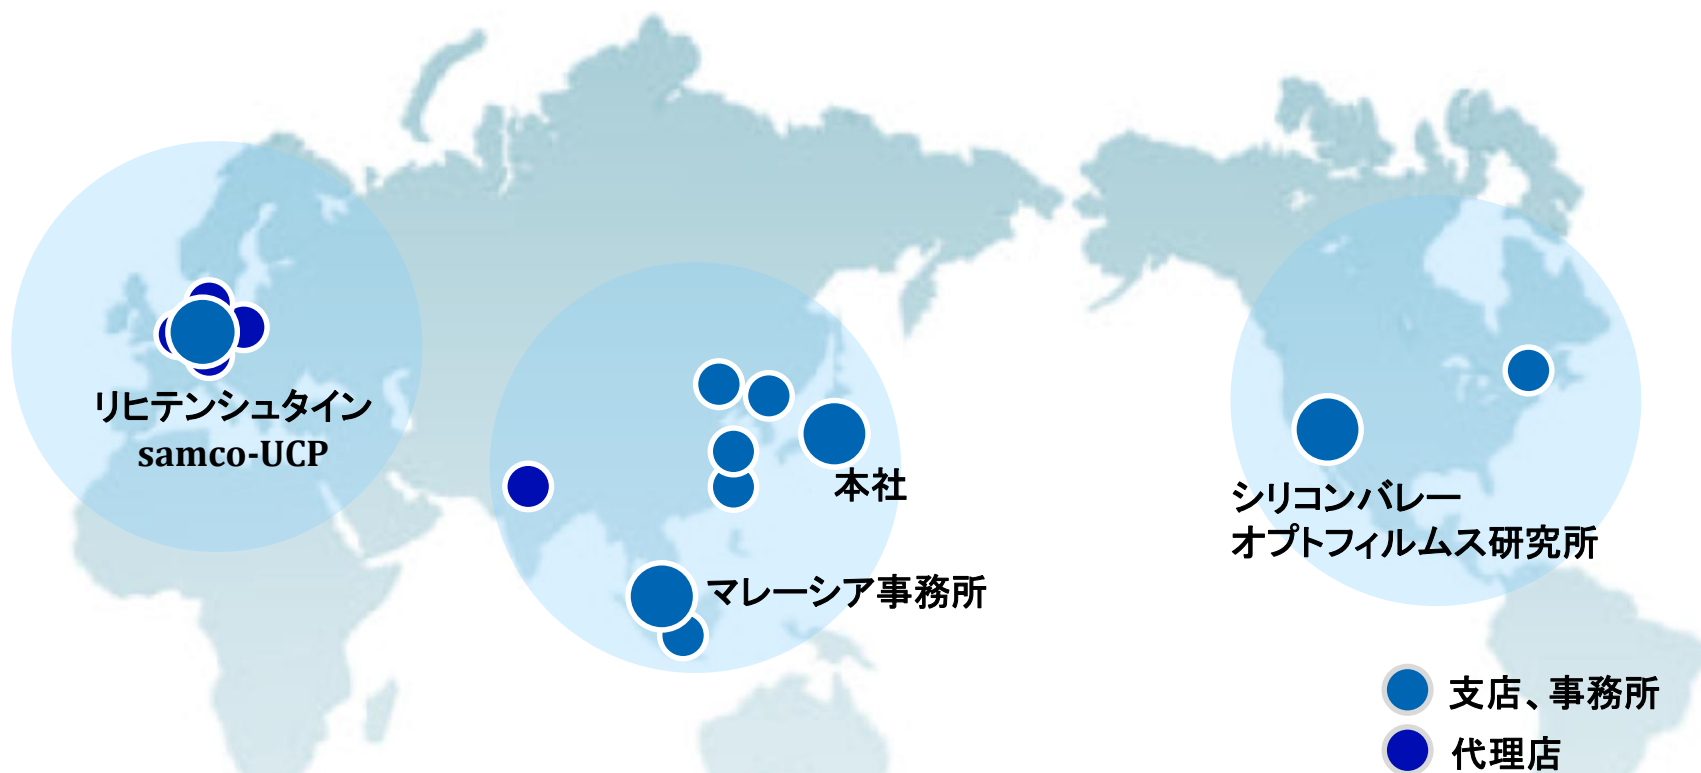 リヒテンシュタイン
samco-UCP
本社
マレーシア事務所
シリコンバレー
オプトフィルムス研究所
支店、事務所
代理店